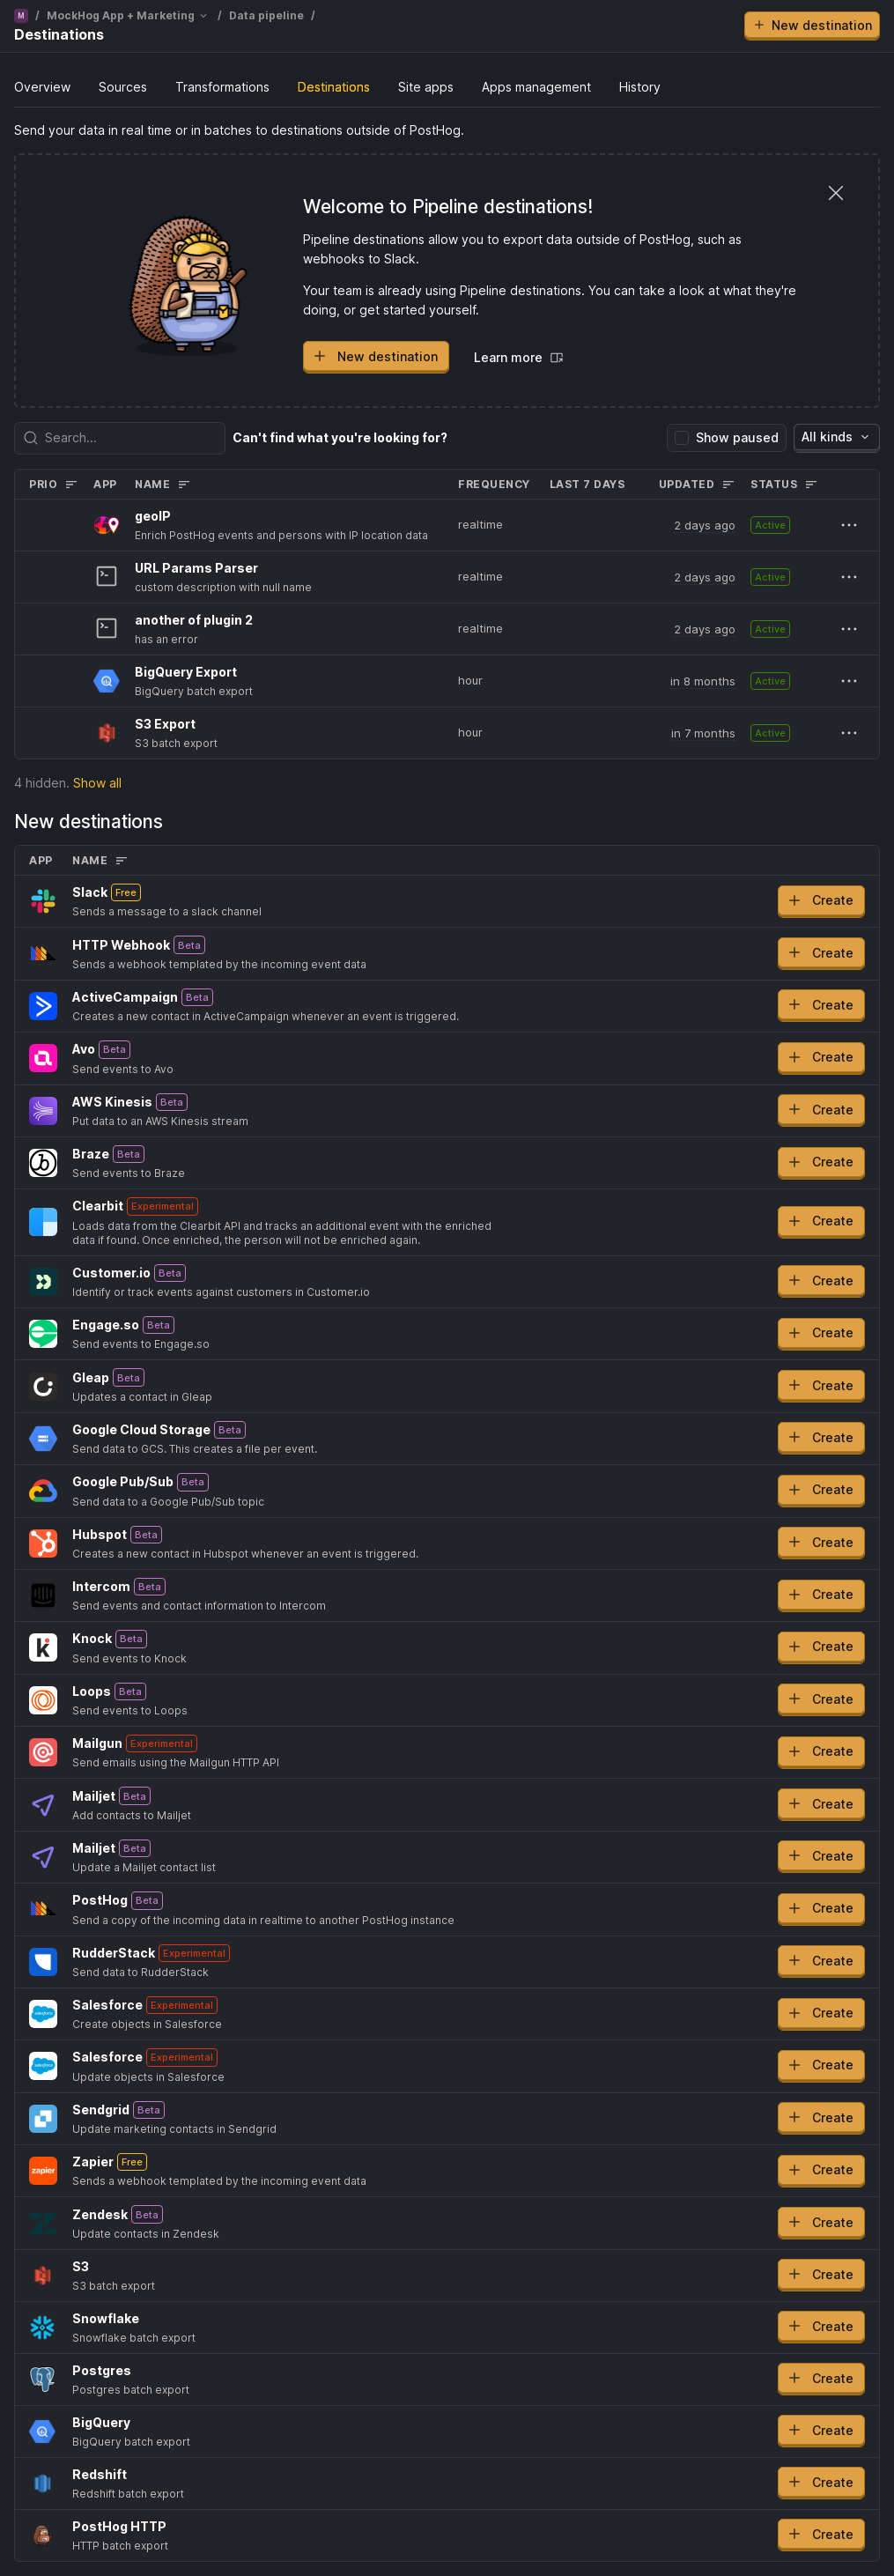 M / MockHog App + Marketing / Data pipeline /
Destinations
New destination
Overview Sources Transformations Destinations Site apps Apps management History
Send your data in real time or in batches to destinations outside of PostHog.
Welcome to Pipeline destinations!
Pipeline destinations allow you to export data outside of PostHog, such as
webhooks to Slack.
Your team is already using Pipeline destinations. You can take a look at what they're
doing, or get started yourself.
New destination Learn more
Search... Can't find what you're looking for? Show paused All kinds
PRIO APP NAME FREQUENCY LAST 7 DAYS UPDATED STATUS
geoIP
Enrich PostHog events and persons with IP location data
realtime 2 days ago Active
URL Params Parser
custom description with null name
realtime 2 days ago Active
another of plugin 2
has an error
realtime 2 days ago Active
BigQuery Export
BigQuery batch export
hour in 8 months Active
S3 Export
S3 batch export
hour in 7 months Active
4 hidden. Show all
New destinations
APP NAME
Slack Free
Sends a message to a slack channel
Create
HTTP Webhook Beta
Sends a webhook templated by the incoming event data
Create
ActiveCampaign Beta
Creates a new contact in ActiveCampaign whenever an event is triggered.
Create
Avo Beta
Send events to Avo
Create
AWS Kinesis Beta
Put data to an AWS Kinesis stream
Create
Braze Beta
Send events to Braze
Create
Clearbit Experimental
Loads data from the Clearbit API and tracks an additional event with the enriched
data if found. Once enriched, the person will not be enriched again.
Create
Customer.io Beta
Identify or track events against customers in Customer.io
Create
Engage.so Beta
Send events to Engage.so
Create
Gleap Beta
Updates a contact in Gleap
Create
Google Cloud Storage Beta
Send data to GCS. This creates a file per event.
Create
Google Pub/Sub Beta
Send data to a Google Pub/Sub topic
Create
Hubspot Beta
Creates a new contact in Hubspot whenever an event is triggered.
Create
Intercom Beta
Send events and contact information to Intercom
Create
Knock Beta
Send events to Knock
Create
Loops Beta
Send events to Loops
Create
Mailgun Experimental
Send emails using the Mailgun HTTP API
Create
Mailjet Beta
Add contacts to Mailjet
Create
Mailjet Beta
Update a Mailjet contact list
Create
PostHog Beta
Send a copy of the incoming data in realtime to another PostHog instance
Create
RudderStack Experimental
Send data to RudderStack
Create
salesforce
Salesforce Experimental
Create objects in Salesforce
Create
salesforce
Salesforce Experimental
Update objects in Salesforce
Create
Sendgrid Beta
Update marketing contacts in Sendgrid
Create
zapier
Zapier Free
Sends a webhook templated by the incoming event data
Create
Zendesk Beta
Update contacts in Zendesk
Create
S3
S3 batch export
Create
Snowflake
Snowflake batch export
Create
Postgres
Postgres batch export
Create
BigQuery
BigQuery batch export
Create
Redshift
Redshift batch export
Create
PostHog HTTP
HTTP batch export
Create